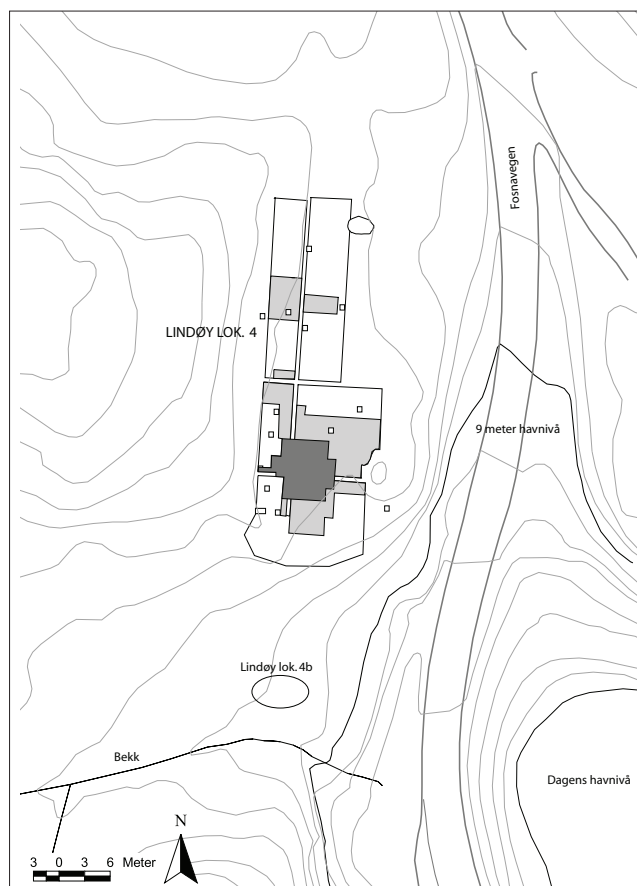 Fosnavegen
LINDØY LOK. 4
9 meter havnivå
Lindøy lok. 4b
Bekk
Dagens havnivå
N
3 0 3 6 Meter